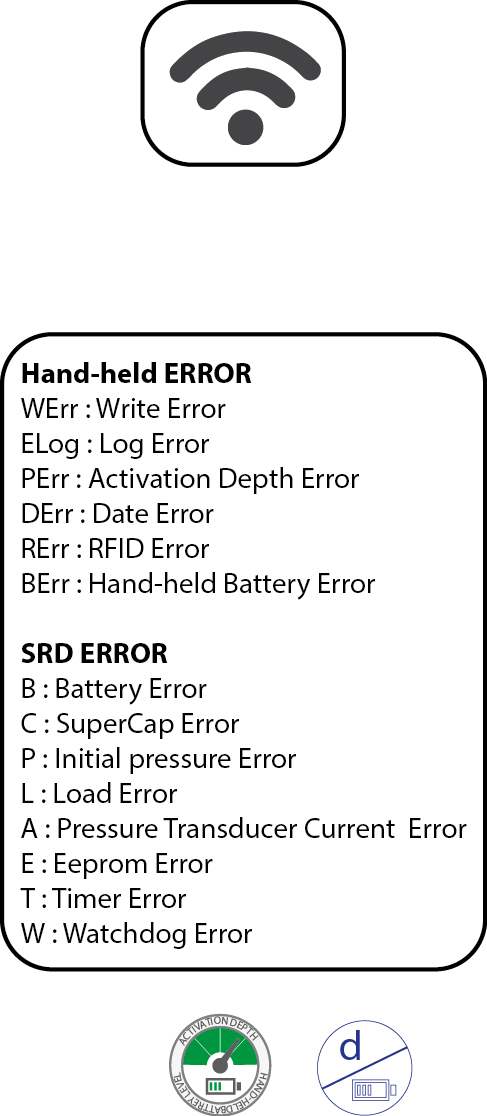 Hand-held ERROR
WErr : Write Error
ELog : Log Error
PErr : Activation Depth Error
DErr : Date Error
RErr : RFID Error
BErr : Hand-held Battery Error
SRD ERROR
B : Battery Error
C : SuperCap Error
P : Initial pressure Error
L : Load Error
A : Pressure Transducer Current  Error
E : Eeprom Error
T : Timer Error
W : Watchdog Error
ACTIVATION DEPTH
HAND-HELDBATTREY LEVEL
d